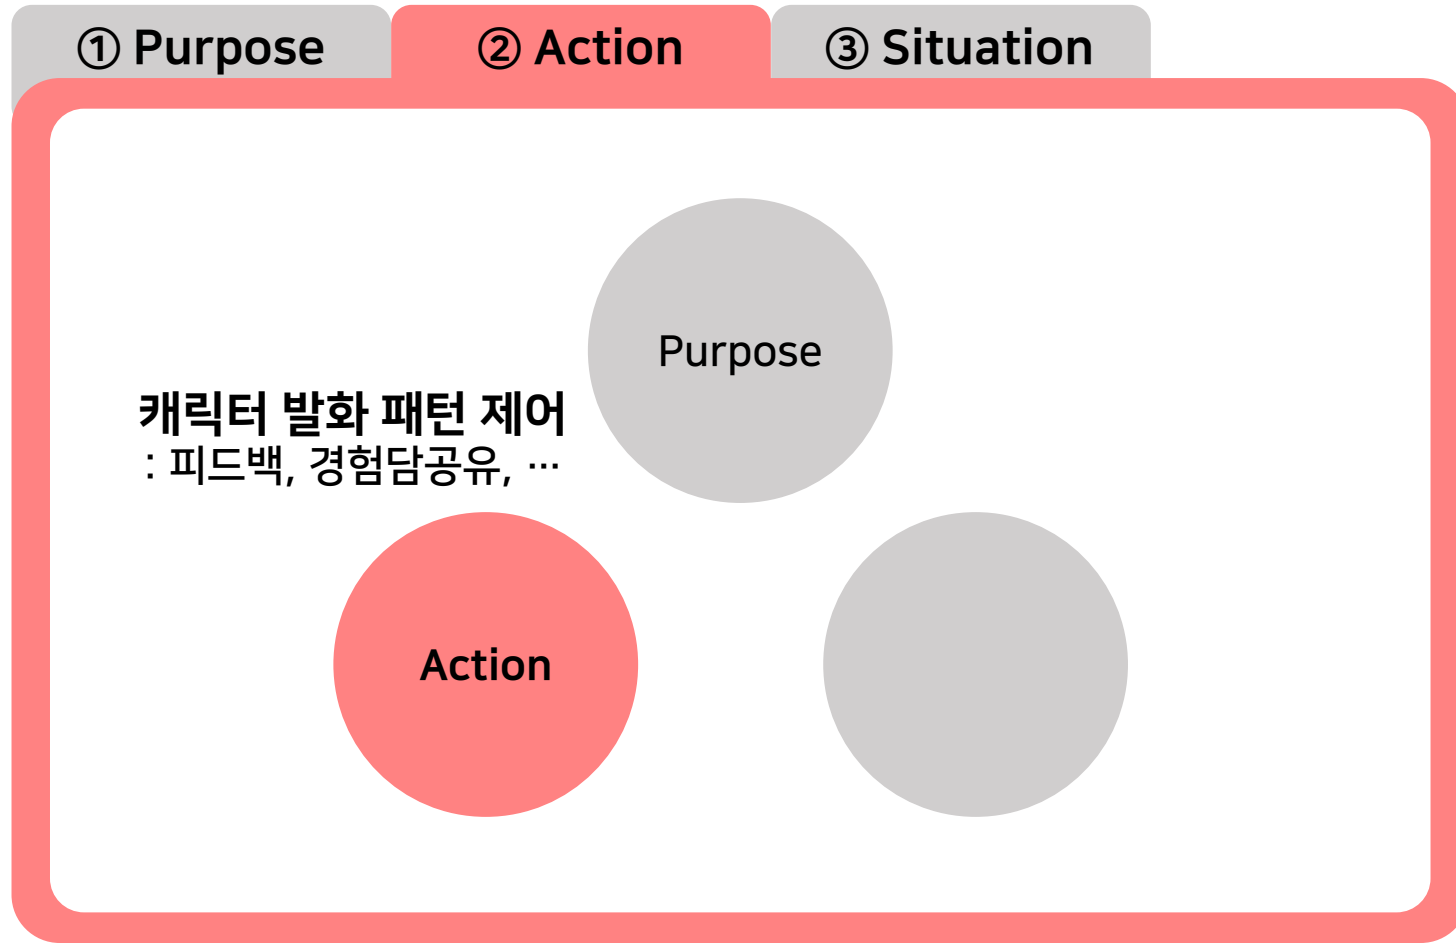 ① Purpose
② Action
③ Situation
Purpose
캐릭터 발화 패턴 제어
: 피드백, 경험담공유, …
Action